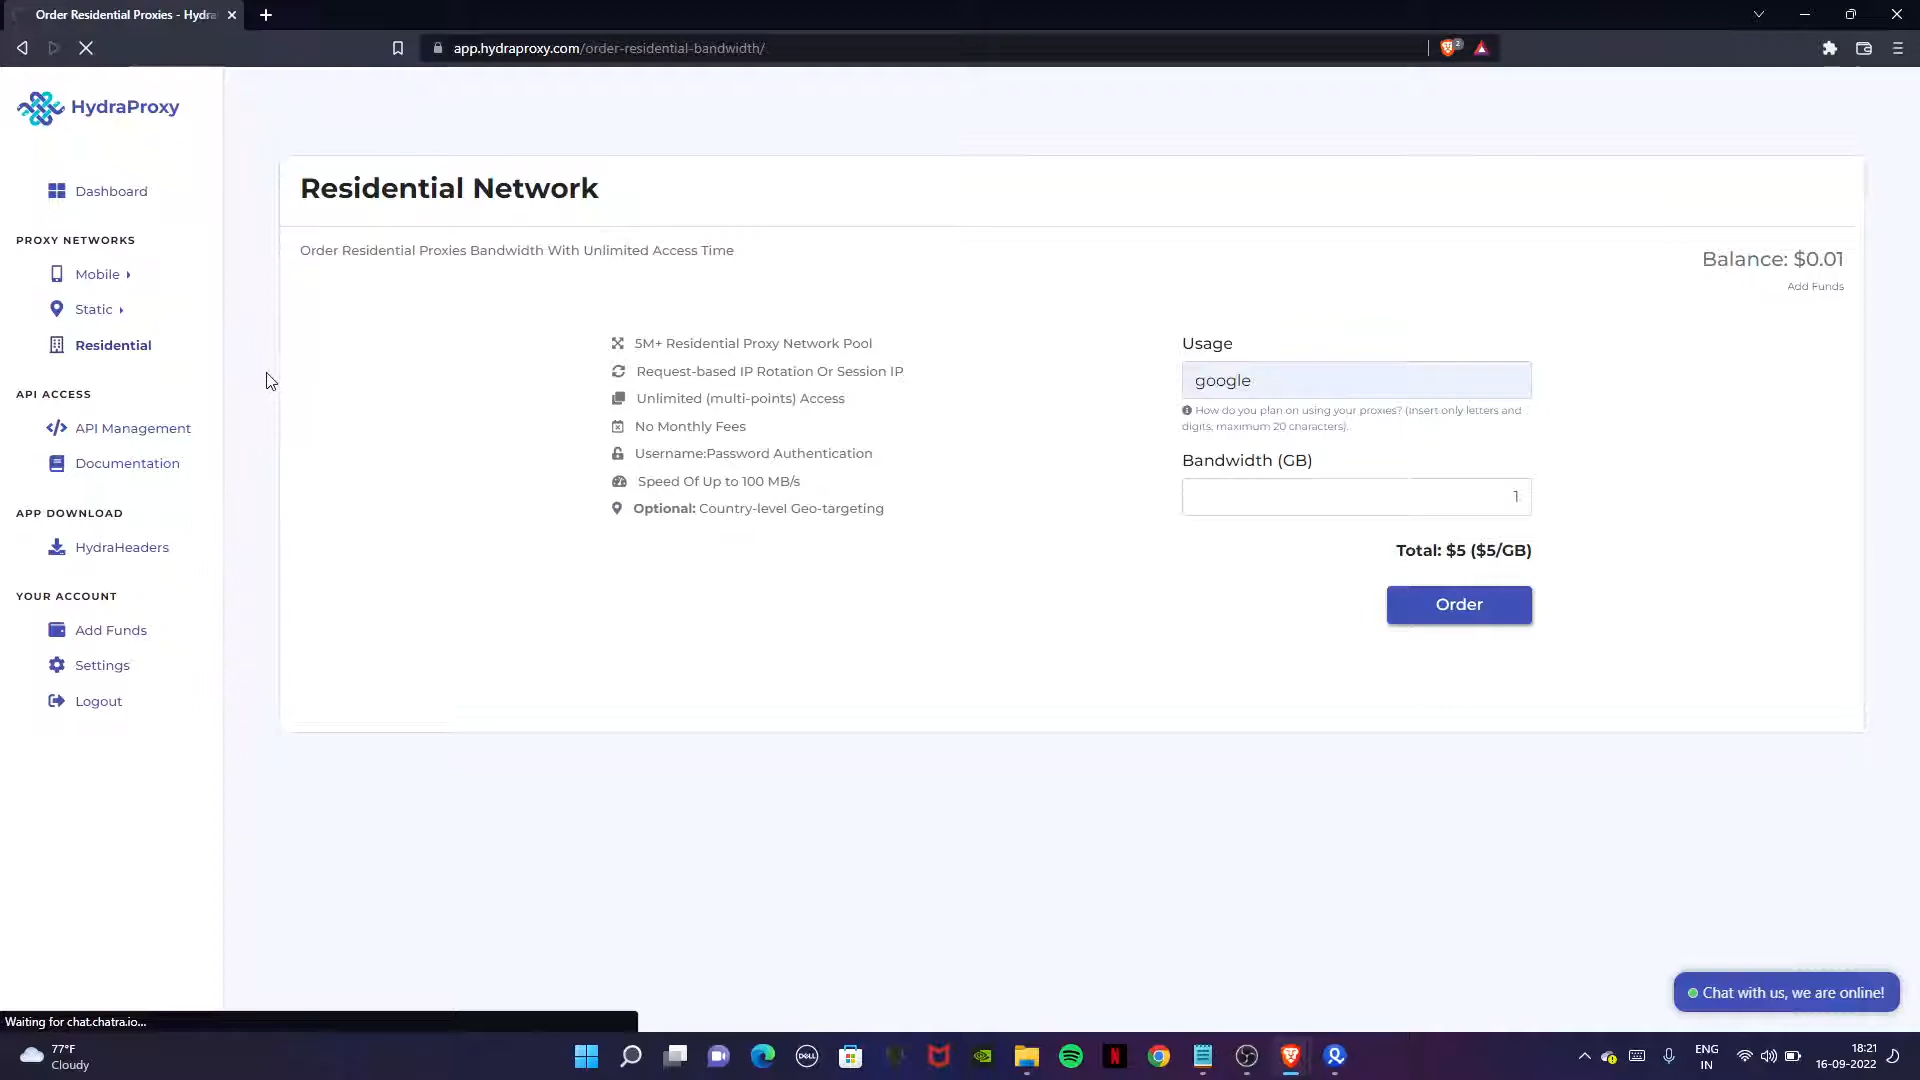 Order Residential Proxies - Hydra
app.hydraproxy.com/order-residential-bandwidth/
2
HydraProxy
Dashboard
PROXY NETWORKS
Mobile
Static
Residential
API ACCESS
API Management
Documentation
APP DOWNLOAD
HydraHeaders
YOUR ACCOUNT
Add Funds
Settings
Logout
Residential Network
Order Residential Proxies Bandwidth With Unlimited Access Time
Balance: $0.01
Add Funds
5M+ Residential Proxy Network Pool
Request-based IP Rotation Or Session IP
Unlimited (multi-points) Access
No Monthly Fees
Username:Password Authentication
Speed Of Up to 100 MB/s
Optional: Country-level Geo-targeting
Usage
google
How do you plan on using your proxies? (insert only letters and
digits, maximum 20 characters).
Bandwidth (GB)
1
Total: $5 ($5/GB)
Order
Chat with us, we are online!
Waiting for chat.chatra.io...
77°F
Cloudy
DELL
N
ENG
IN
18:21
16-09-2022